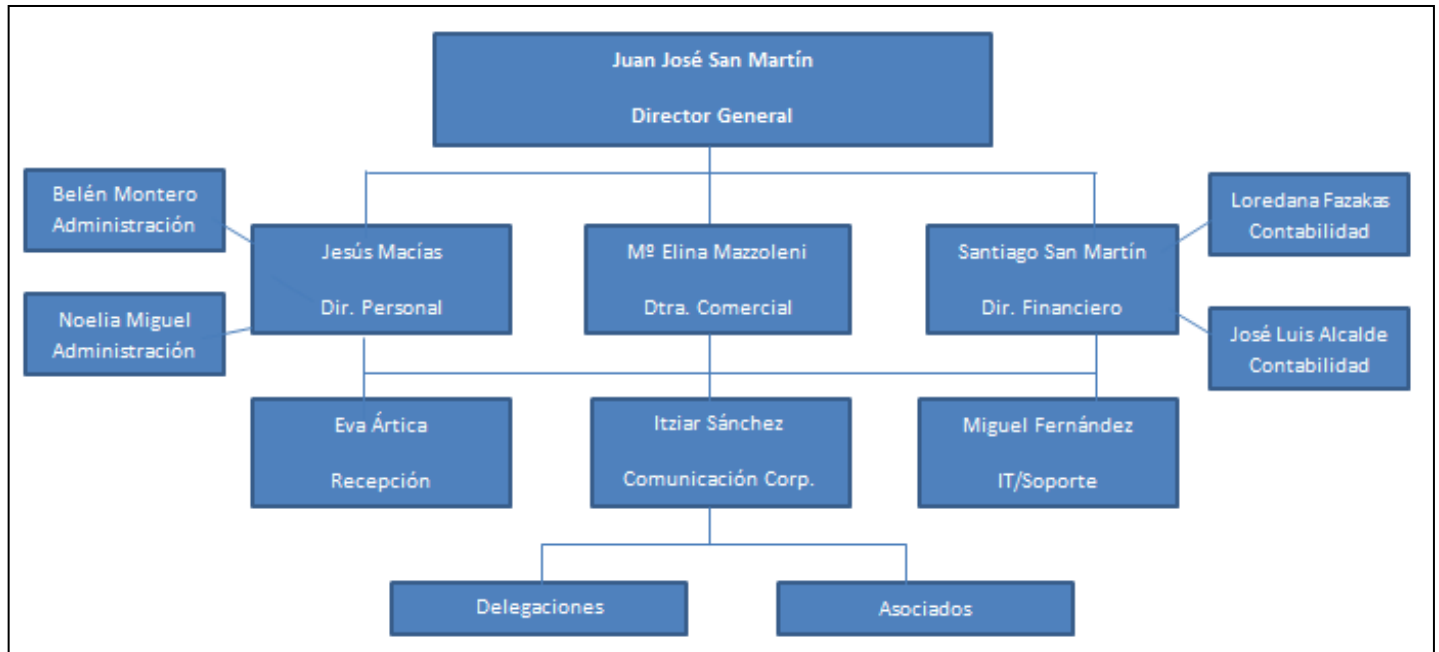 Juan José San Martín
Director General
Belén Montero
Administración
Noelia Miguel
Administración
Jesús Macías
Dir. Personal
Mº Elina Mazzoleni
Dtra. Comercial
Santiago San Martín
Dir. Financiero
Loredana Fazakas
Contabilidad
José Luis Alcalde
Contabilidad
Eva Ártica
Recepción
Itziar Sánchez
Comunicación Corp.
Miguel Fernández
IT/Soporte
Delegaciones
Asociados